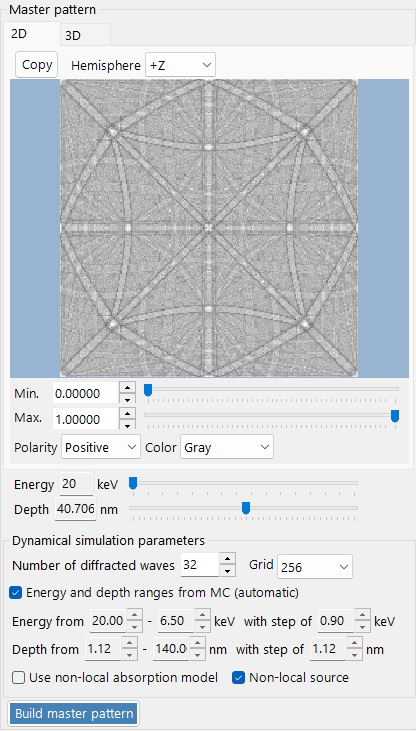 Master pattern
2D 3D
Copy Hemisphere +Z
Min. 0.00000
Max. 1.00000
Polarity Positive Color Gray
Energy 20 keV
Depth 40.706 nm
Dynamical simulation parameters
Number of diffracted waves 32 Grid 256
Energy and depth ranges from MC (automatic)
Energy from 20.00 - 6.50 keV with step of 0.90 keV
Depth from 1.12 - 140.0 nm with step of 1.12 nm
Use non-local absorption model Non-local source
Build master pattern